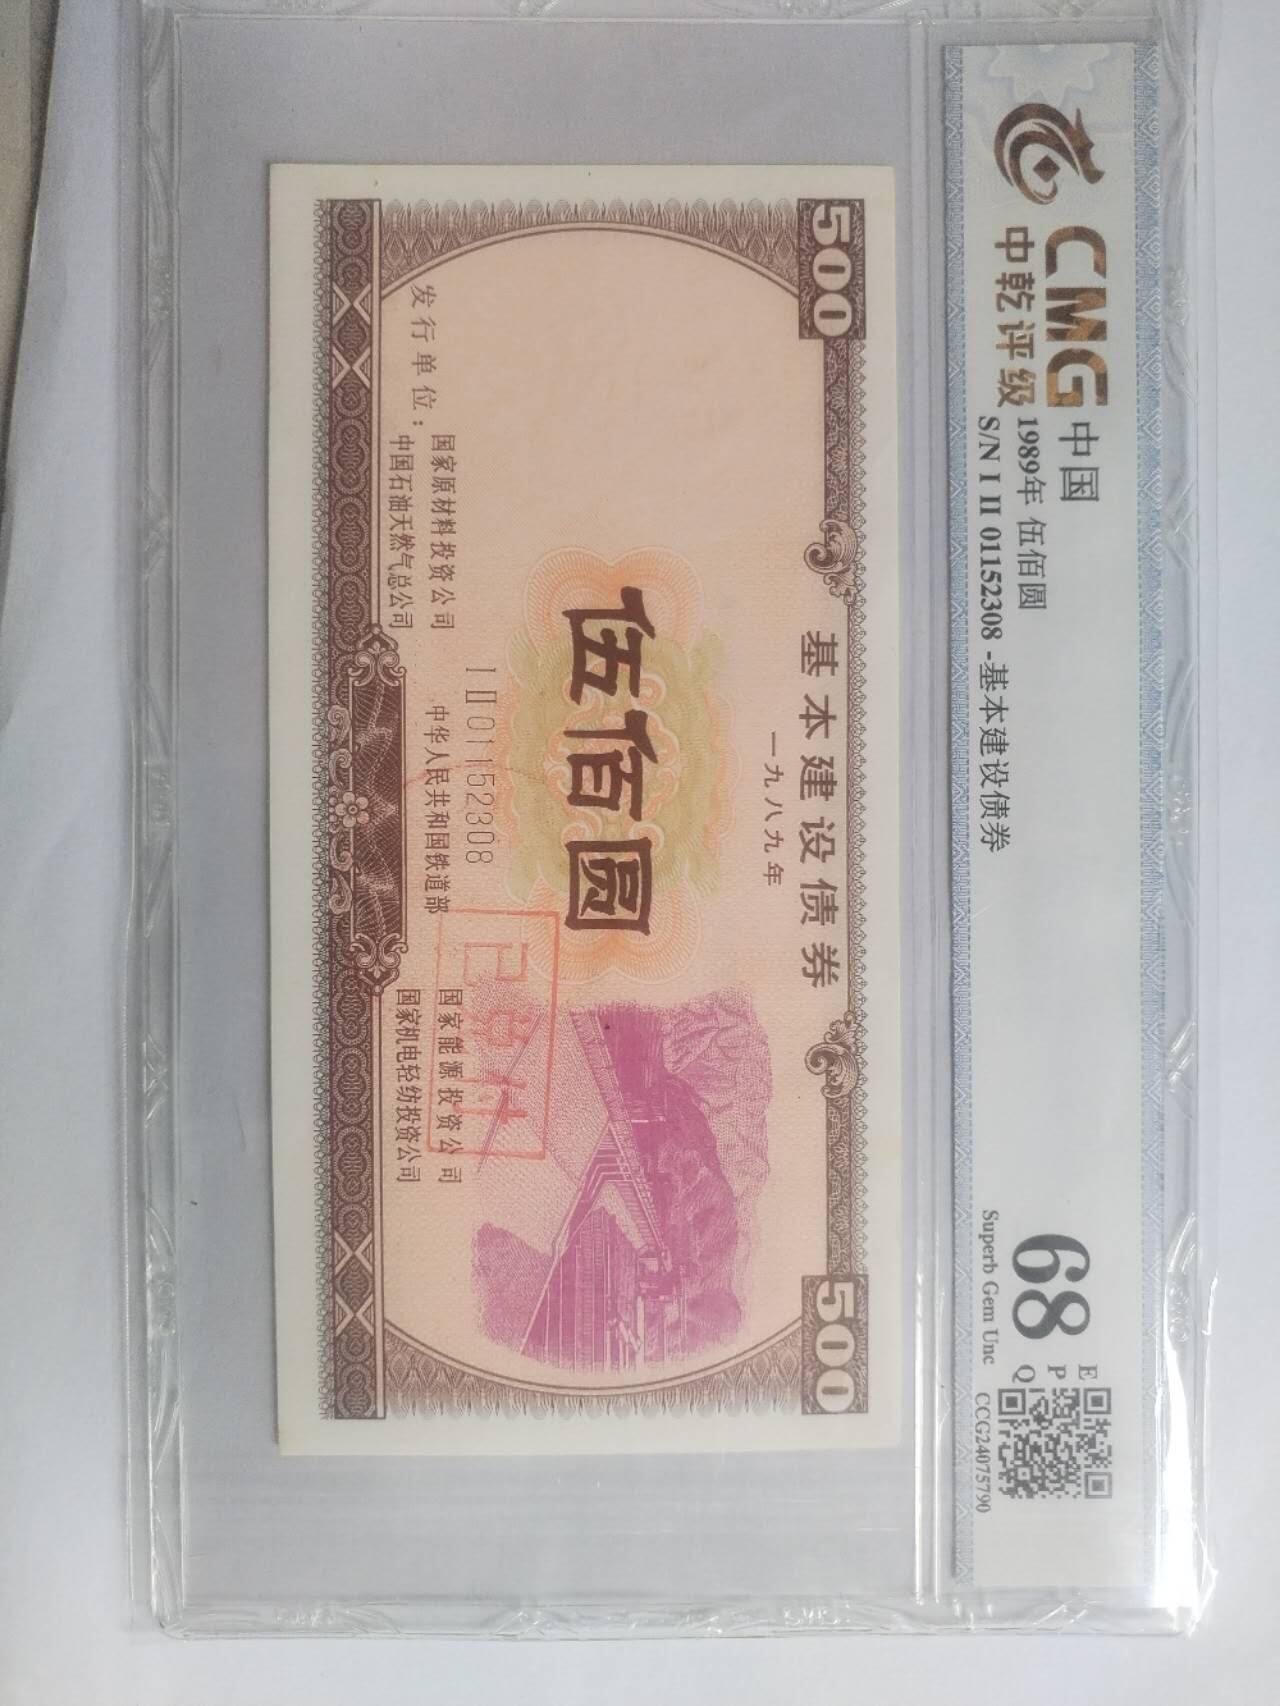 CMG
中乾评级
中国
1989年 伍佰圆
S/N I II 01152308 -基本建设债券
68
E
P
Q
Superb Gem Unc
CCG24075790
500
500
基本建设债券
一九八九年
伍佰圆
I II 01152308
已兑付
发行单位：
国家原材料投资公司
中华人民共和国铁道部
国家能源投资公司
中国石油天然气总公司
国家机电轻纺投资公司